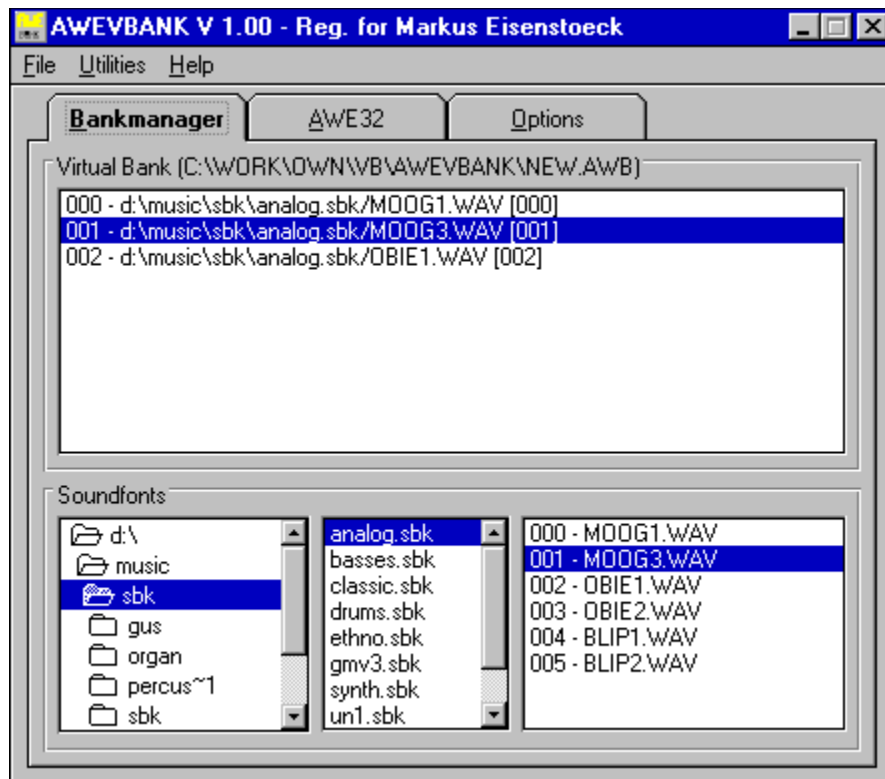 AWEVBANK V 1.00 - Reg. for Markus Eisenstoeck
File Utilities Help
Bankmanager AWE32 Options
Virtual Bank (C:\WORK\OWN\VB\AWEVBANK\NEW.AWB)
000 - d:\music\sbk\analog.sbk/MOOG1.WAV [000]
001 - d:\music\sbk\analog.sbk/MOOG3.WAV [001]
002 - d:\music\sbk\analog.sbk/OBIE1.WAV [002]
Soundfonts
d:\
music
sbk
gus
organ
percus~1
sbk
analog.sbk
basses.sbk
classic.sbk
drums.sbk
ethno.sbk
gmv3.sbk
synth.sbk
un1.sbk
000 - MOOG1.WAV
001 - MOOG3.WAV
002 - OBIE1.WAV
003 - OBIE2.WAV
004 - BLIP1.WAV
005 - BLIP2.WAV